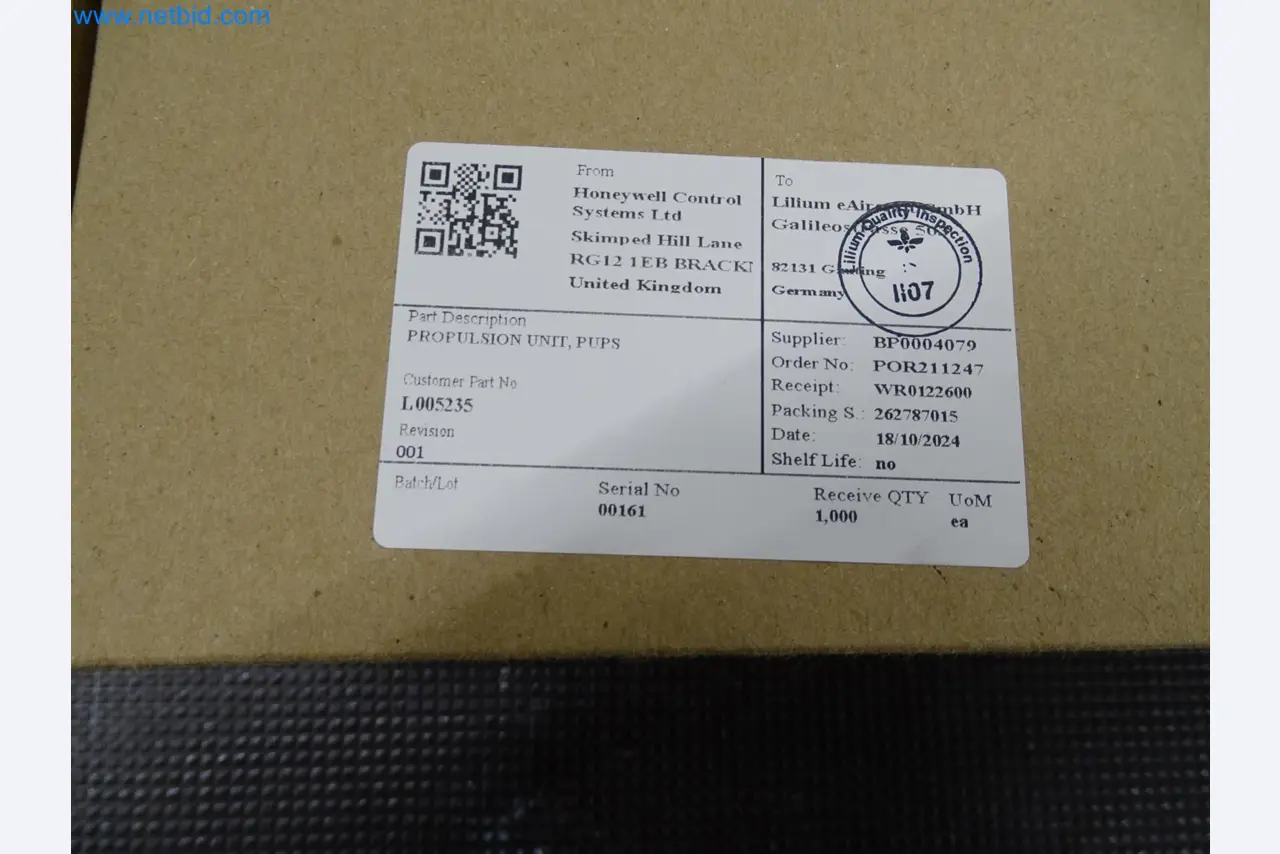 www.netbid.com
From
Honeywell Control
Systems Ltd
Skimped Hill Lane
RG12 1EB BRACKN
United Kingdom
To
Lilium GmbH
82131
Germany
Lilium Quality Inspection
1107
Part Description
PROPULSION UNIT, PUPS
Customer Part No
L005235
Revision
001
Supplier: BP0004079
Order No: POR211247
Receipt: WR0122600
Packing S.: 262787015
Date: 18/10/2024
Shelf Life: no
Batch/Lot
Serial No
00161
Receive QTY
1,000
UoM
ea